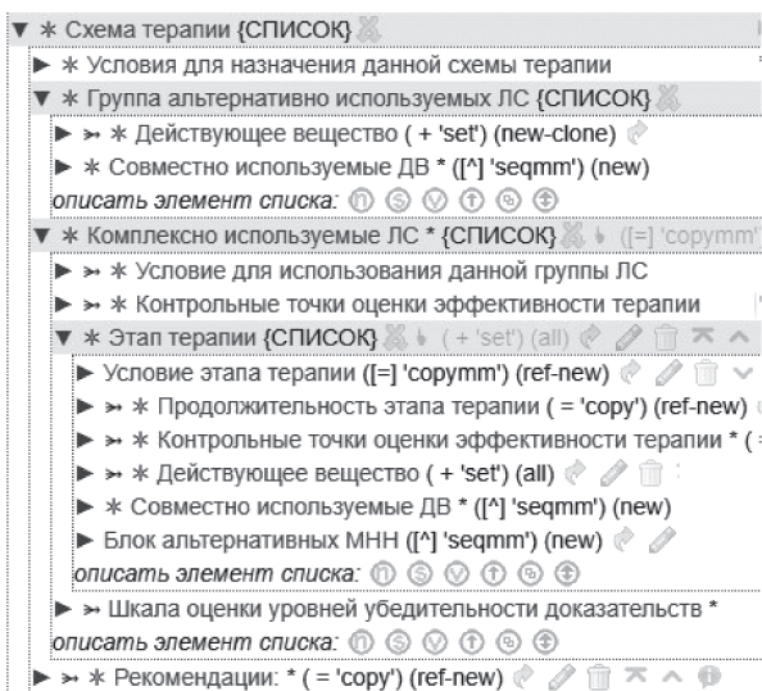 ▼ ✱ Схема терапии {СПИСОК}
▶ ✱ Условия для назначения данной схемы терапии
▼ ✱ Группа альтернативно используемых ЛС {СПИСОК}
▶ ➳ ✱ Действующее вещество ( + 'set') (new-clone)
▶ ✱ Совместно используемые ДВ * ([^] 'seqmm') (new)
описать элемент списка:
▼ ✱ Комплексно используемые ЛС * {СПИСОК} ([=] 'copymm')
▶ ➳ ✱ Условие для использования данной группы ЛС
▶ ➳ ✱ Контрольные точки оценки эффективности терапии
▼ ✱ Этап терапии {СПИСОК} ( + 'set') (all)
▶ Условие этапа терапии ([=] 'copymm') (ref-new)
▶ ➳ ✱ Продолжительность этапа терапии ( = 'copy') (ref-new)
▶ ➳ ✱ Контрольные точки оценки эффективности терапии * ( =
▶ ➳ ✱ Действующее вещество ( + 'set') (all)
▶ ✱ Совместно используемые ДВ * ([^] 'seqmm') (new)
▶ Блок альтернативных МНН ([^] 'seqmm') (new)
описать элемент списка:
▶ ➳ Шкала оценки уровней убедительности доказательств *
описать элемент списка:
▶ ➳ ✱ Рекомендации: * ( = 'copy') (ref-new)